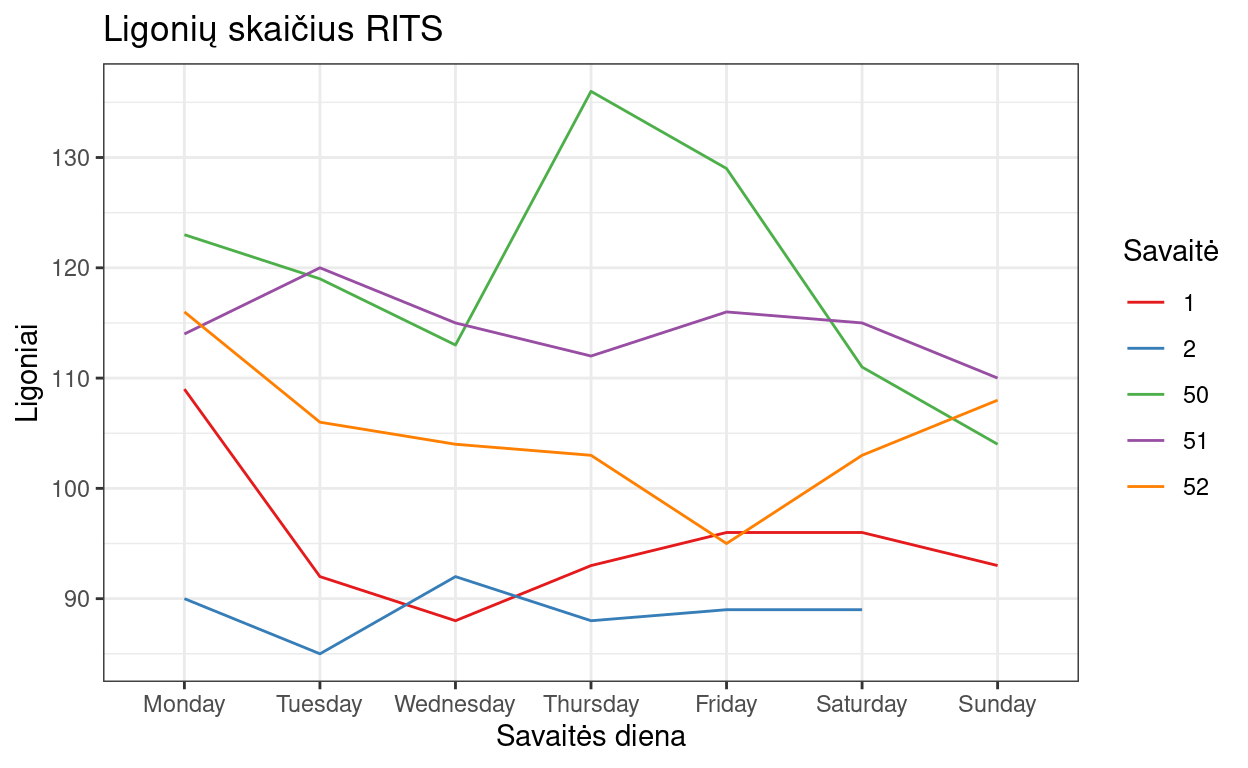 Ligonių skaičius RITS
Ligoniai
130
120
110
100
90
Monday Tuesday Wednesday Thursday Friday Saturday Sunday
Savaitės diena
Savaitė
1
2
50
51
52